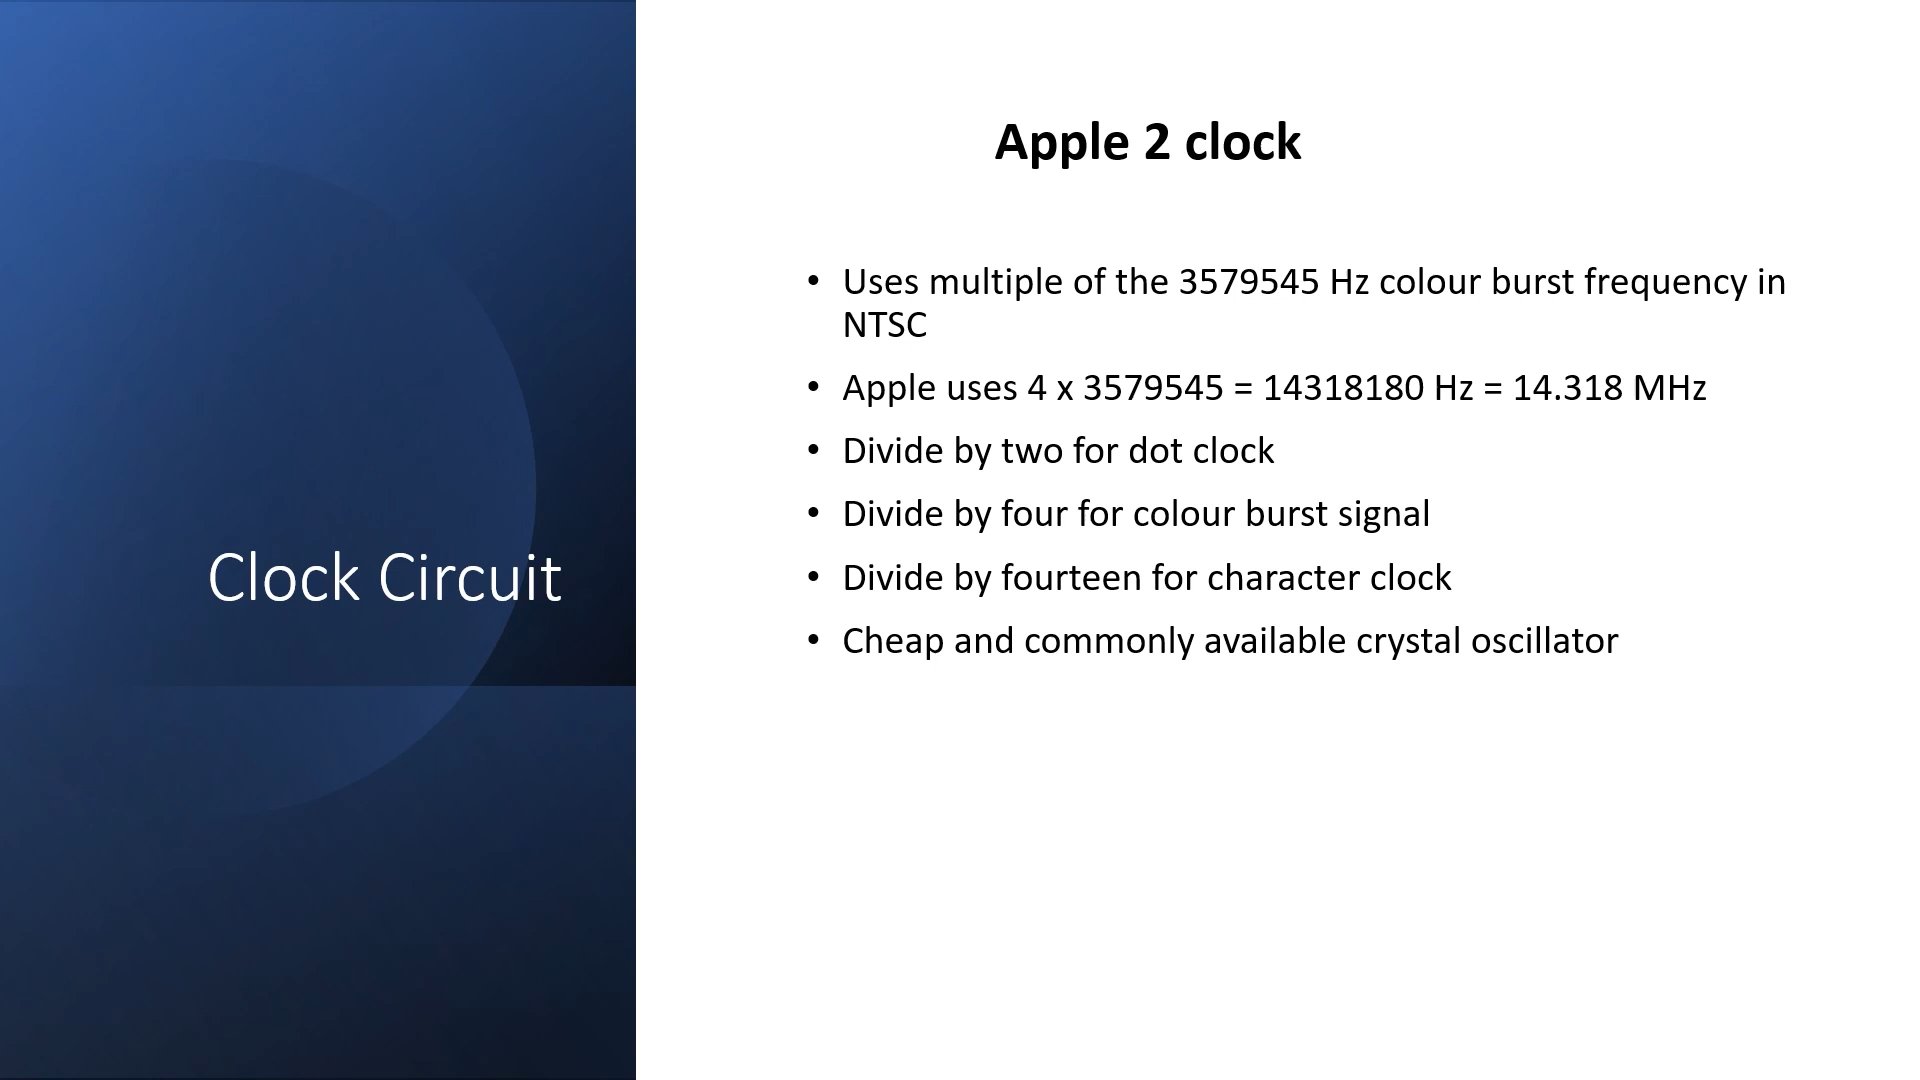 Clock Circuit
Apple 2 clock
• Uses multiple of the 3579545 Hz colour burst frequency in
NTSC
• Apple uses 4 x 3579545 = 14318180 Hz = 14.318 MHz
• Divide by two for dot clock
• Divide by four for colour burst signal
• Divide by fourteen for character clock
• Cheap and commonly available crystal oscillator